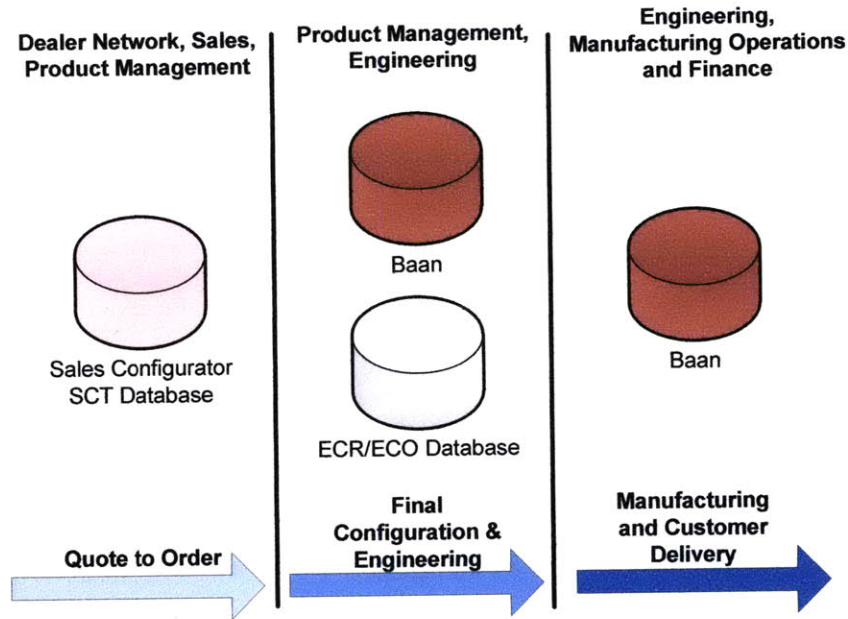 Dealer Network, Sales,
Product Management
Product Management,
Engineering
Engineering,
Manufacturing Operations
and Finance
Sales Configurator
SCT Database
Baan
ECR/ECO Database
Baan
Quote to Order
Final
Configuration &
Engineering
Manufacturing
and Customer
Delivery